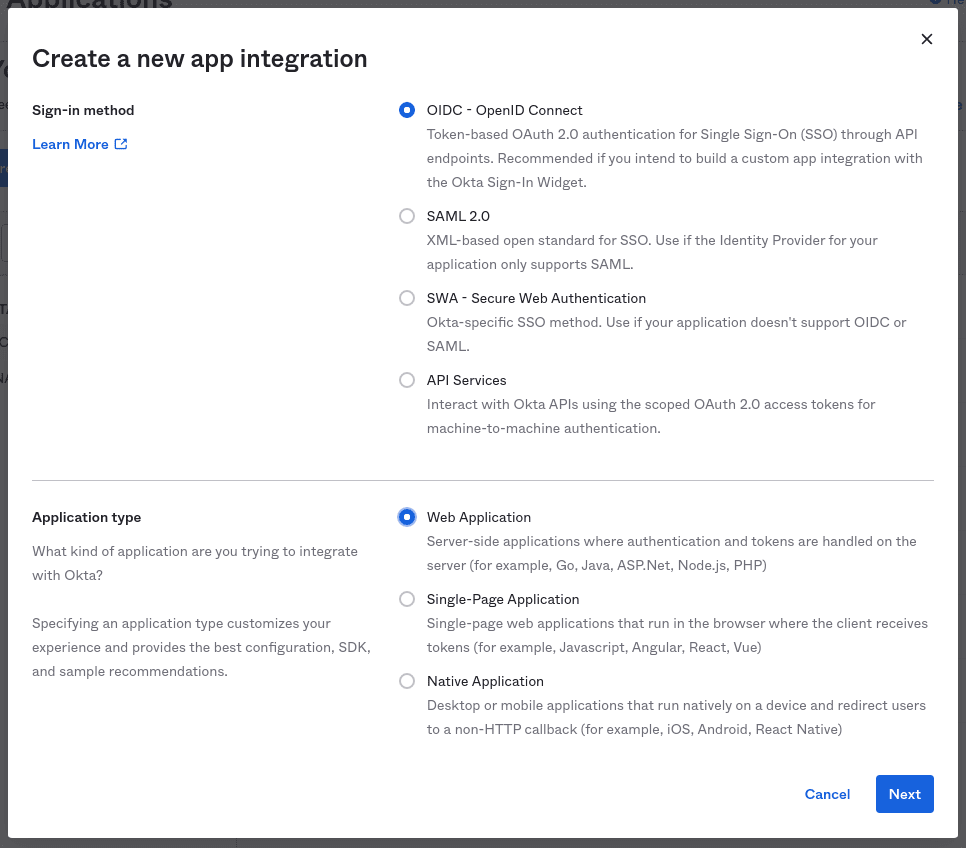 Applications
Create a new app integration
Sign-in method
Learn More
OIDC - OpenID Connect
Token-based OAuth 2.0 authentication for Single Sign-On (SSO) through API
endpoints. Recommended if you intend to build a custom app integration with
the Okta Sign-In Widget.
SAML 2.0
XML-based open standard for SSO. Use if the Identity Provider for your
application only supports SAML.
SWA - Secure Web Authentication
Okta-specific SSO method. Use if your application doesn't support OIDC or
SAML.
API Services
Interact with Okta APIs using the scoped OAuth 2.0 access tokens for
machine-to-machine authentication.
Application type
What kind of application are you trying to integrate
with Okta?
Specifying an application type customizes your
experience and provides the best configuration, SDK,
and sample recommendations.
Web Application
Server-side applications where authentication and tokens are handled on the
server (for example, Go, Java, ASP.Net, Node.js, PHP)
Single-Page Application
Single-page web applications that run in the browser where the client receives
tokens (for example, Javascript, Angular, React, Vue)
Native Application
Desktop or mobile applications that run natively on a device and redirect users
to a non-HTTP callback (for example, iOS, Android, React Native)
Cancel
Next